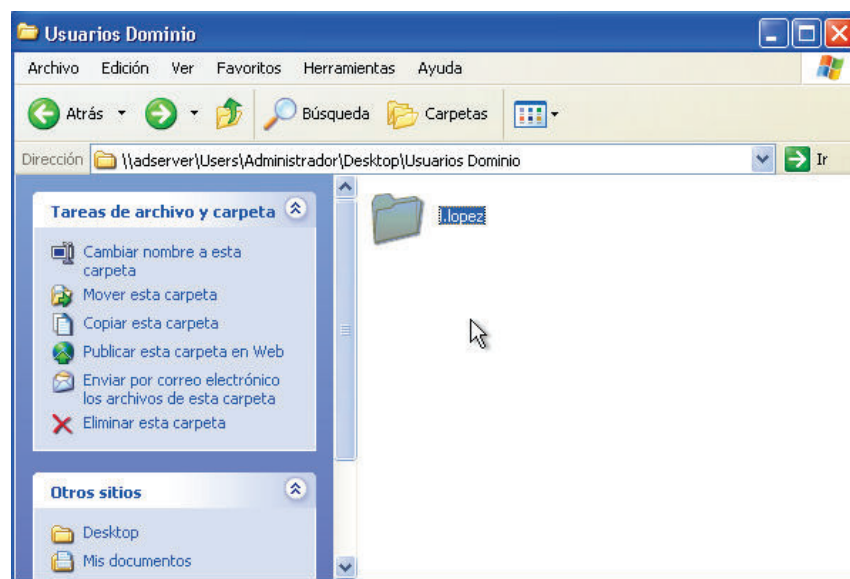 Usuarios Dominio
Archivo Edición Ver Favoritos Herramientas Ayuda
Atrás Búsqueda Carpetas
Dirección \\adserver\Users\Administrador\Desktop\Usuarios Dominio Ir
Tareas de archivo y carpeta
Cambiar nombre a esta
carpeta
Mover esta carpeta
Copiar esta carpeta
Publicar esta carpeta en Web
Enviar por correo electrónico
los archivos de esta carpeta
Eliminar esta carpeta
Otros sitios
Desktop
Mis documentos
.lopez